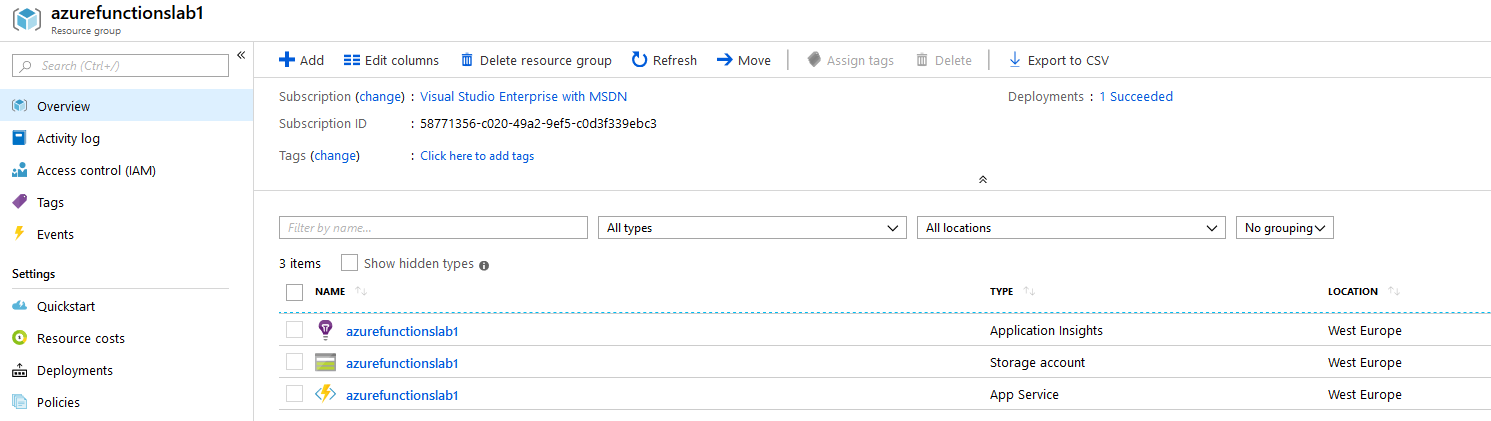 azurefunctionslab1
Resource group
Search (Ctrl+/)
Overview
Activity log
Access control (IAM)
Tags
Events
Settings
Quickstart
Resource costs
Deployments
Policies
Add Edit columns Delete resource group Refresh Move Assign tags Delete Export to CSV
Subscription (change) : Visual Studio Enterprise with MSDN Deployments : 1 Succeeded
Subscription ID : 58771356-c020-49a2-9ef5-c0d3f339ebc3
Tags (change) : Click here to add tags
Filter by name... All types All locations No grouping
3 items Show hidden types
NAME TYPE LOCATION
azurefunctionslab1 Application Insights West Europe
azurefunctionslab1 Storage account West Europe
azurefunctionslab1 App Service West Europe